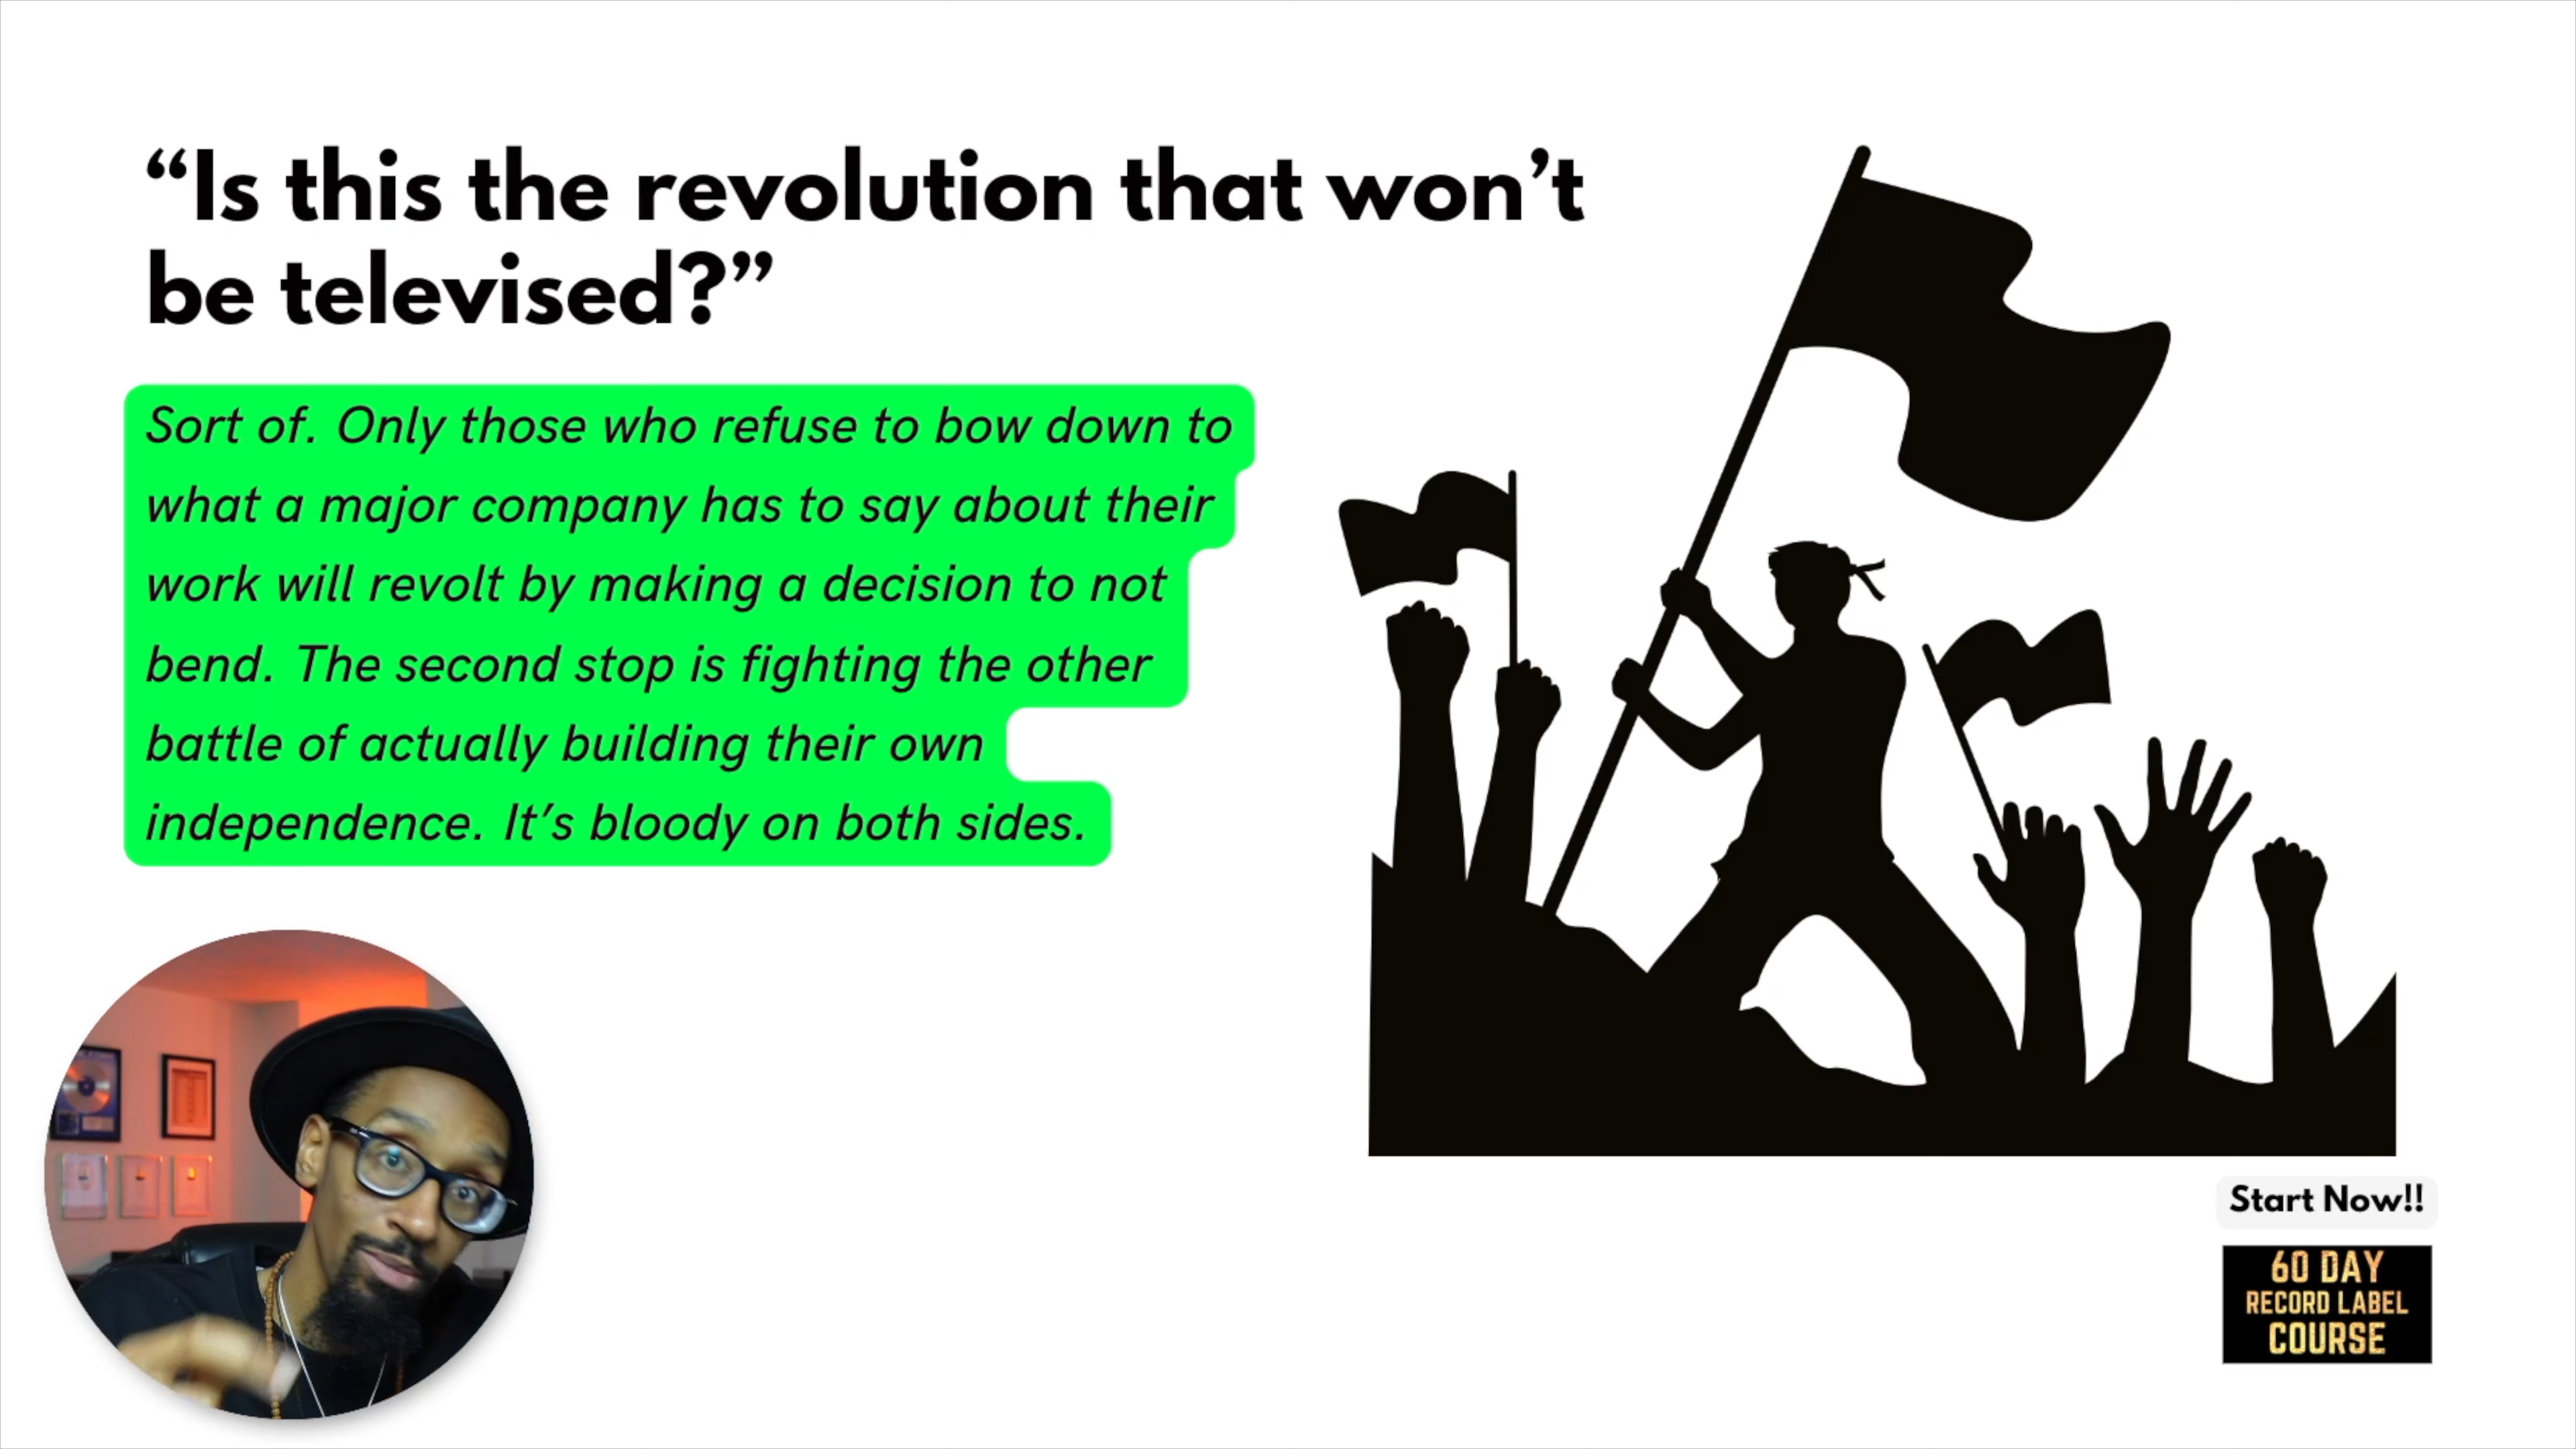 “Is this the revolution that won’t
be televised?”
Sort of. Only those who refuse to bow down to
what a major company has to say about their
work will revolt by making a decision to not
bend. The second stop is fighting the other
battle of actually building their own
independence. It’s bloody on both sides.
Start Now!!
60 DAY
RECORD LABEL
COURSE